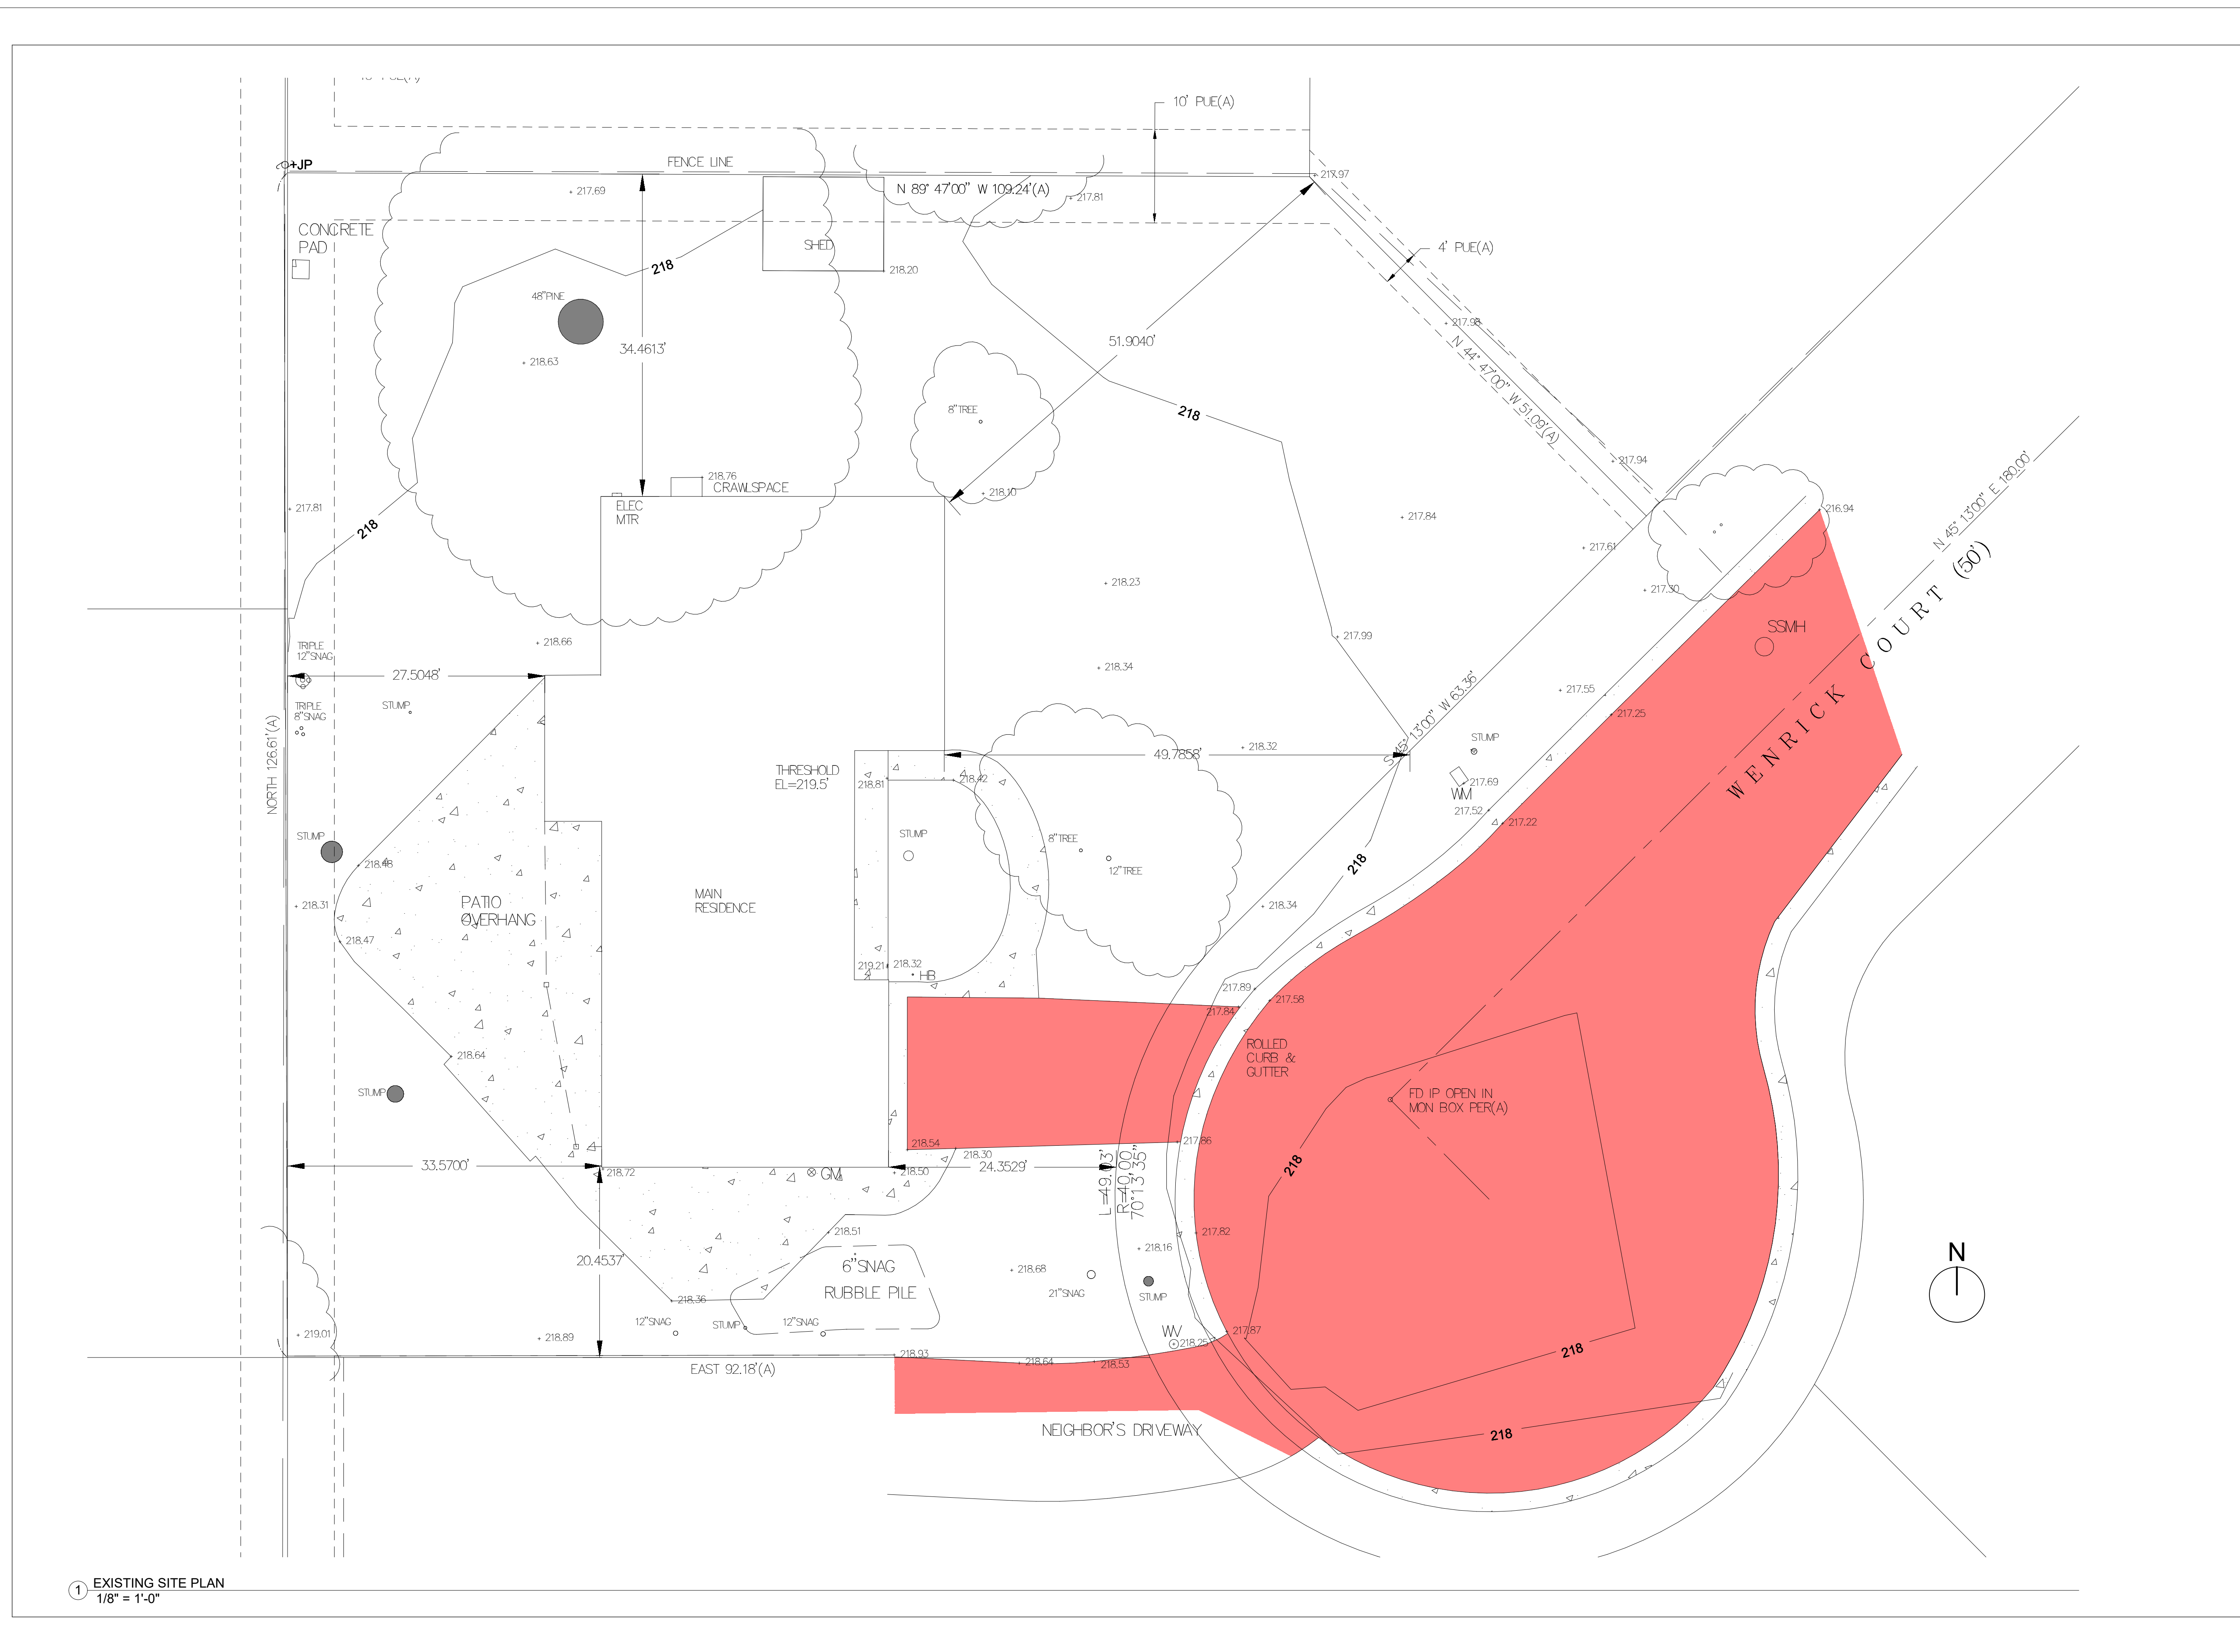 10' PUE(A)
+JP
FENCE LINE
N 89° 47'00" W 109.24'(A)
217.97
217.69
217.81
CONCRETE
PAD
SHED
4' PUE(A)
218
218.20
48"PINE
217.98
34.4613'
51.9040'
218.63
N 44° 47'00" W 51.09'(A)
8"TREE
218
217.94
218.76
CRAWLSPACE
218.10
ELEC
MTR
217.81
218
217.84
216.94
N 45° 13'00" E 180.00'
217.61
218.23
217.30
WENRICK COURT (50')
SSMH
218.66
217.99
TRIPLE
12"SNAG
218.34
27.5048'
S 45° 13'00" W 63.36'
217.55
TRIPLE
8"SNAG
STUMP
217.25
NORTH 126.61'(A)
STUMP
218.32
49.7858'
THRESHOLD
EL=219.5'
218.81
218.42
217.69
WM
217.52
217.22
STUMP
STUMP
8"TREE
12"TREE
218
218.48
MAIN
RESIDENCE
PATIO
OVERHANG
218.31
218.34
218.47
219.21
218.32
HB
217.89
217.58
217.84
ROLLED
CURB &
GUTTER
218.64
STUMP
FD IP OPEN IN
MON BOX PER(A)
218.54
217.86
218.30
33.5700'
24.3529'
218.72
GM
218.50
L=49.03'
R=40.00'
70°13'35"
218
218.51
217.82
20.4537'
218.16
6"SNAG
RUBBLE PILE
218.68
21"SNAG
STUMP
N
218.36
12"SNAG
STUMP
12"SNAG
219.01
218.89
WV
217.87
218.25
218.93
218.64
218.53
218
EAST 92.18'(A)
NEIGHBOR'S DRIVEWAY
218
1
EXISTING SITE PLAN
1/8" = 1'-0"